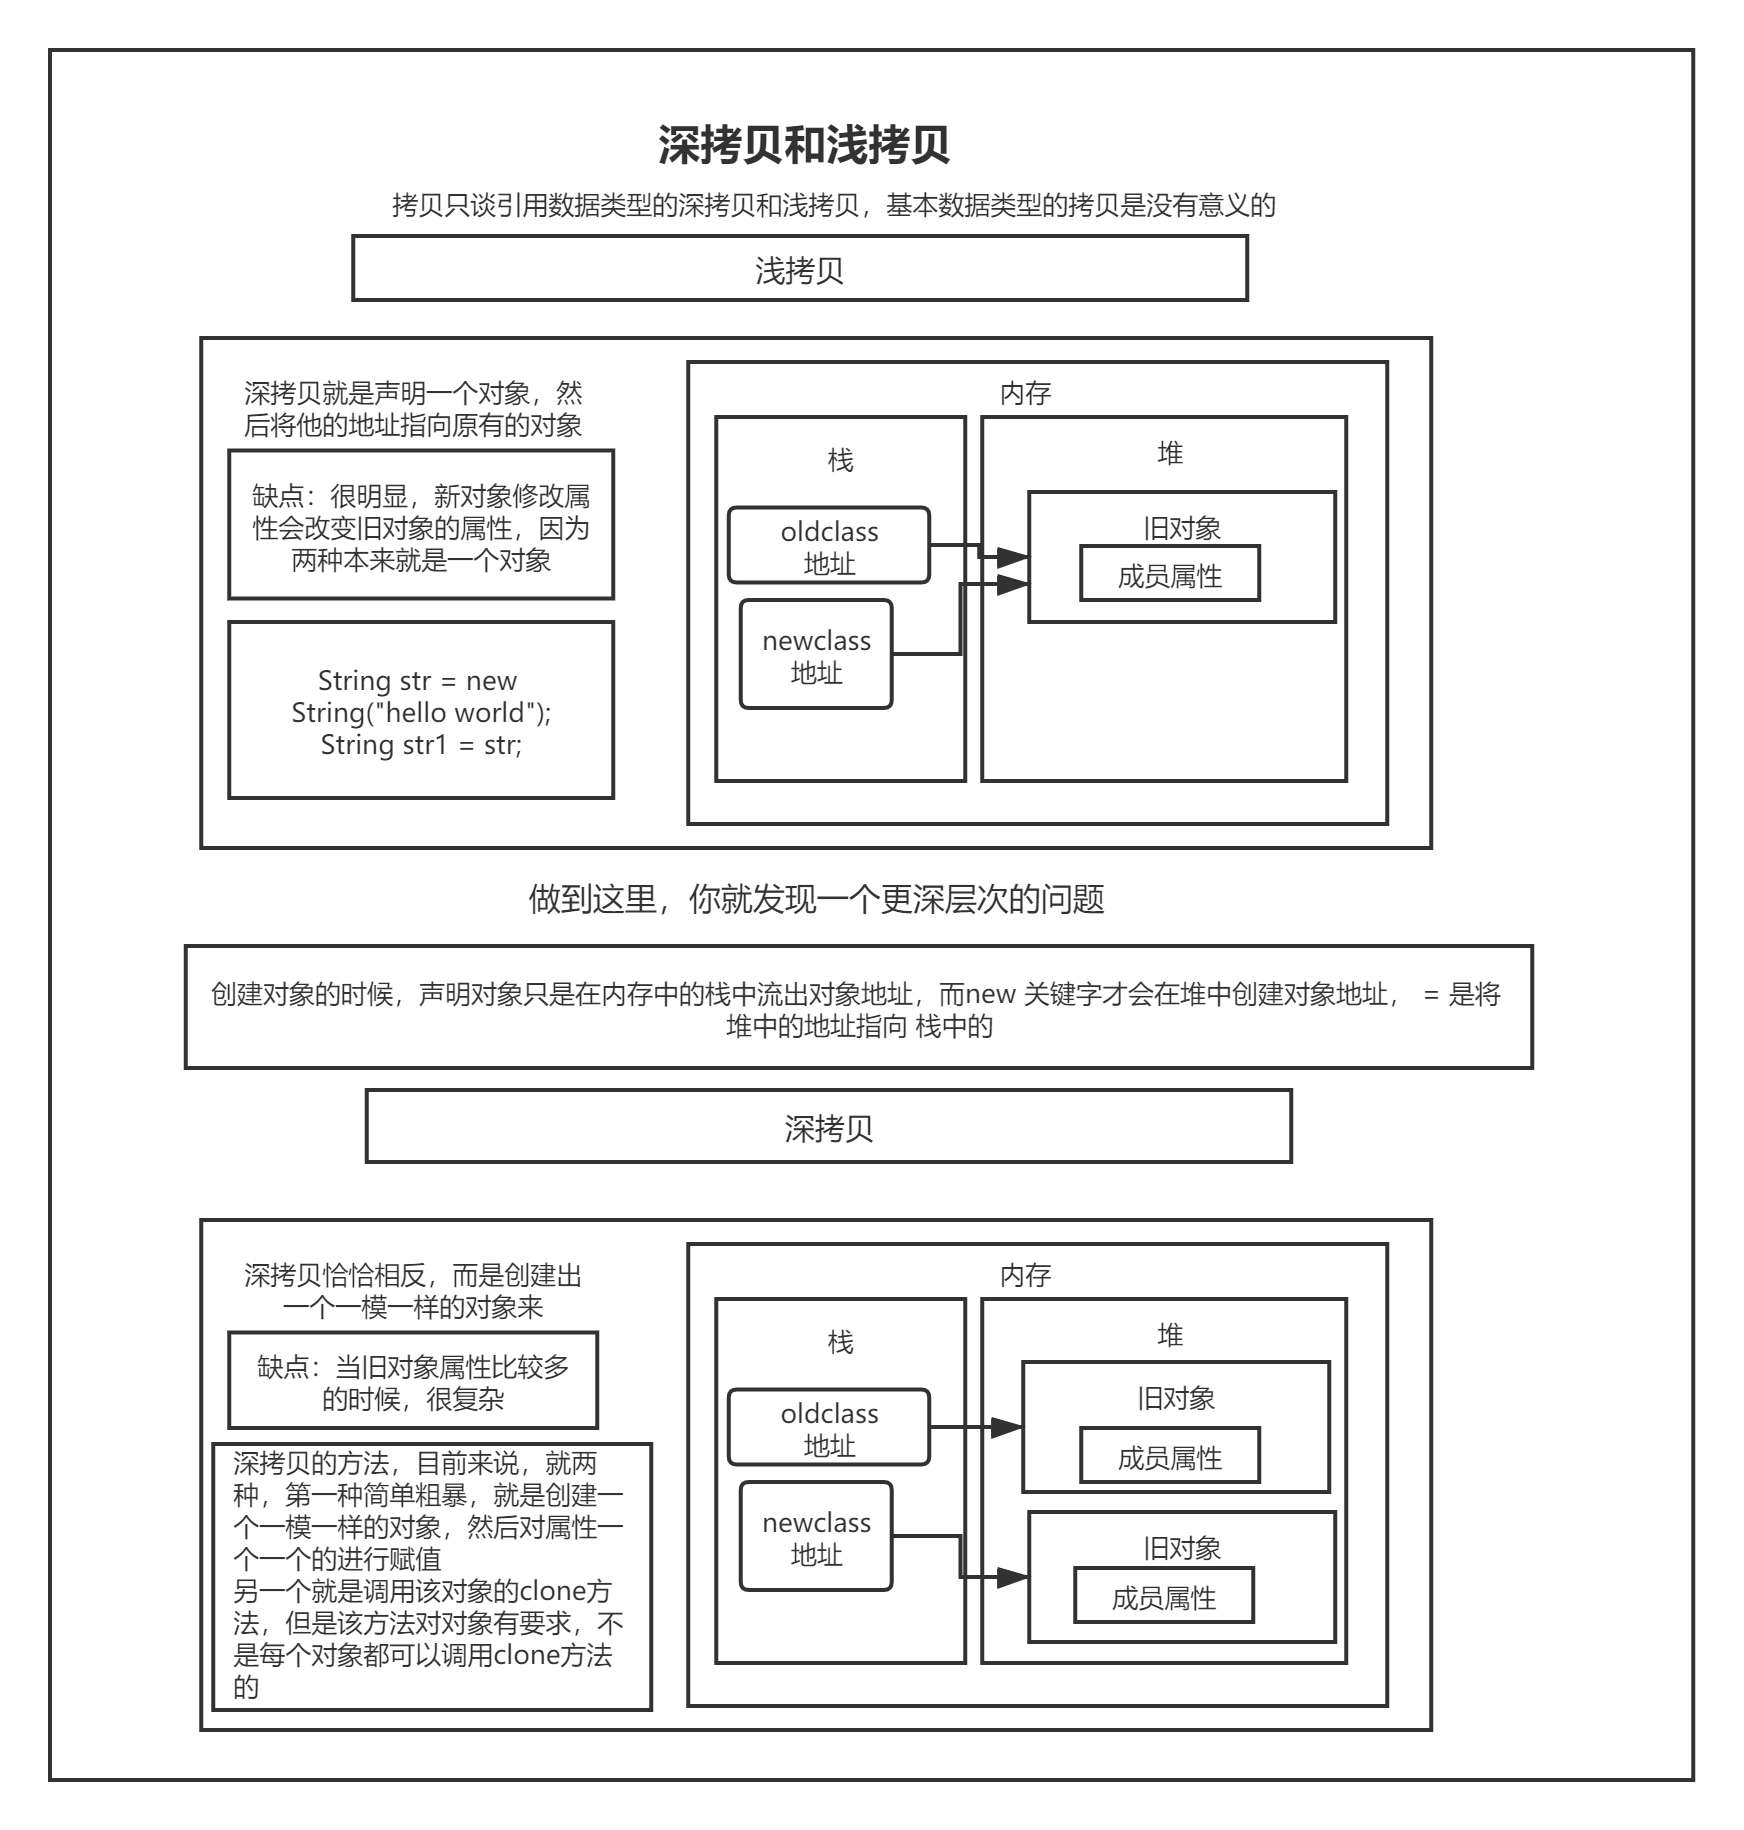 深拷贝和浅拷贝
拷贝只谈引用数据类型的深拷贝和浅拷贝，基本数据类型的拷贝是没有意义的
浅拷贝
深拷贝就是声明一个对象，然
后将他的地址指向原有的对象
缺点：很明显，新对象修改属
性会改变旧对象的属性，因为
两种本来就是一个对象
String str = new
String("hello world");
String str1 = str;
内存
栈
oldclass
地址
newclass
地址
堆
旧对象
成员属性
做到这里，你就发现一个更深层次的问题
创建对象的时候，声明对象只是在内存中的栈中流出对象地址，而new 关键字才会在堆中创建对象地址， = 是将
堆中的地址指向 栈中的
深拷贝
深拷贝恰恰相反，而是创建出
一个一模一样的对象来
缺点：当旧对象属性比较多
的时候，很复杂
深拷贝的方法，目前来说，就两
种，第一种简单粗暴，就是创建一
个一模一样的对象，然后对属性一
个一个的进行赋值
另一个就是调用该对象的clone方
法，但是该方法对对象有要求，不
是每个对象都可以调用clone方法
的
内存
栈
oldclass
地址
newclass
地址
堆
旧对象
成员属性
旧对象
成员属性